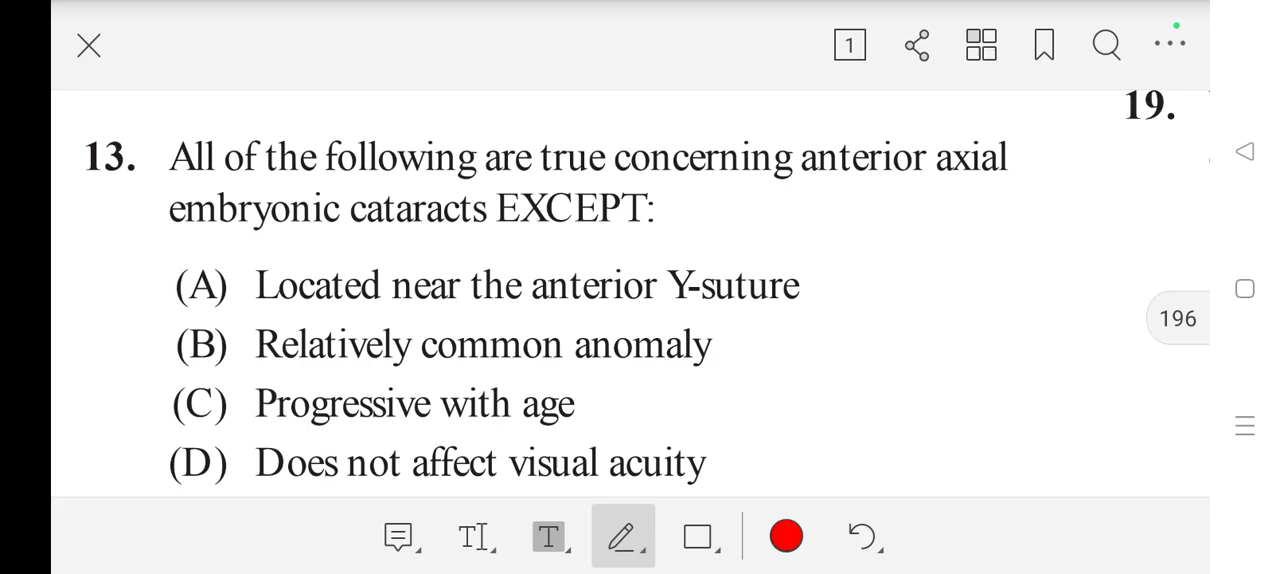 1
19.
13. All of the following are true concerning anterior axial
embryonic cataracts EXCEPT:
(A) Located near the anterior Y-suture
(B) Relatively common anomaly
196
(C) Progressive with age
(D) Does not affect visual acuity
T
T